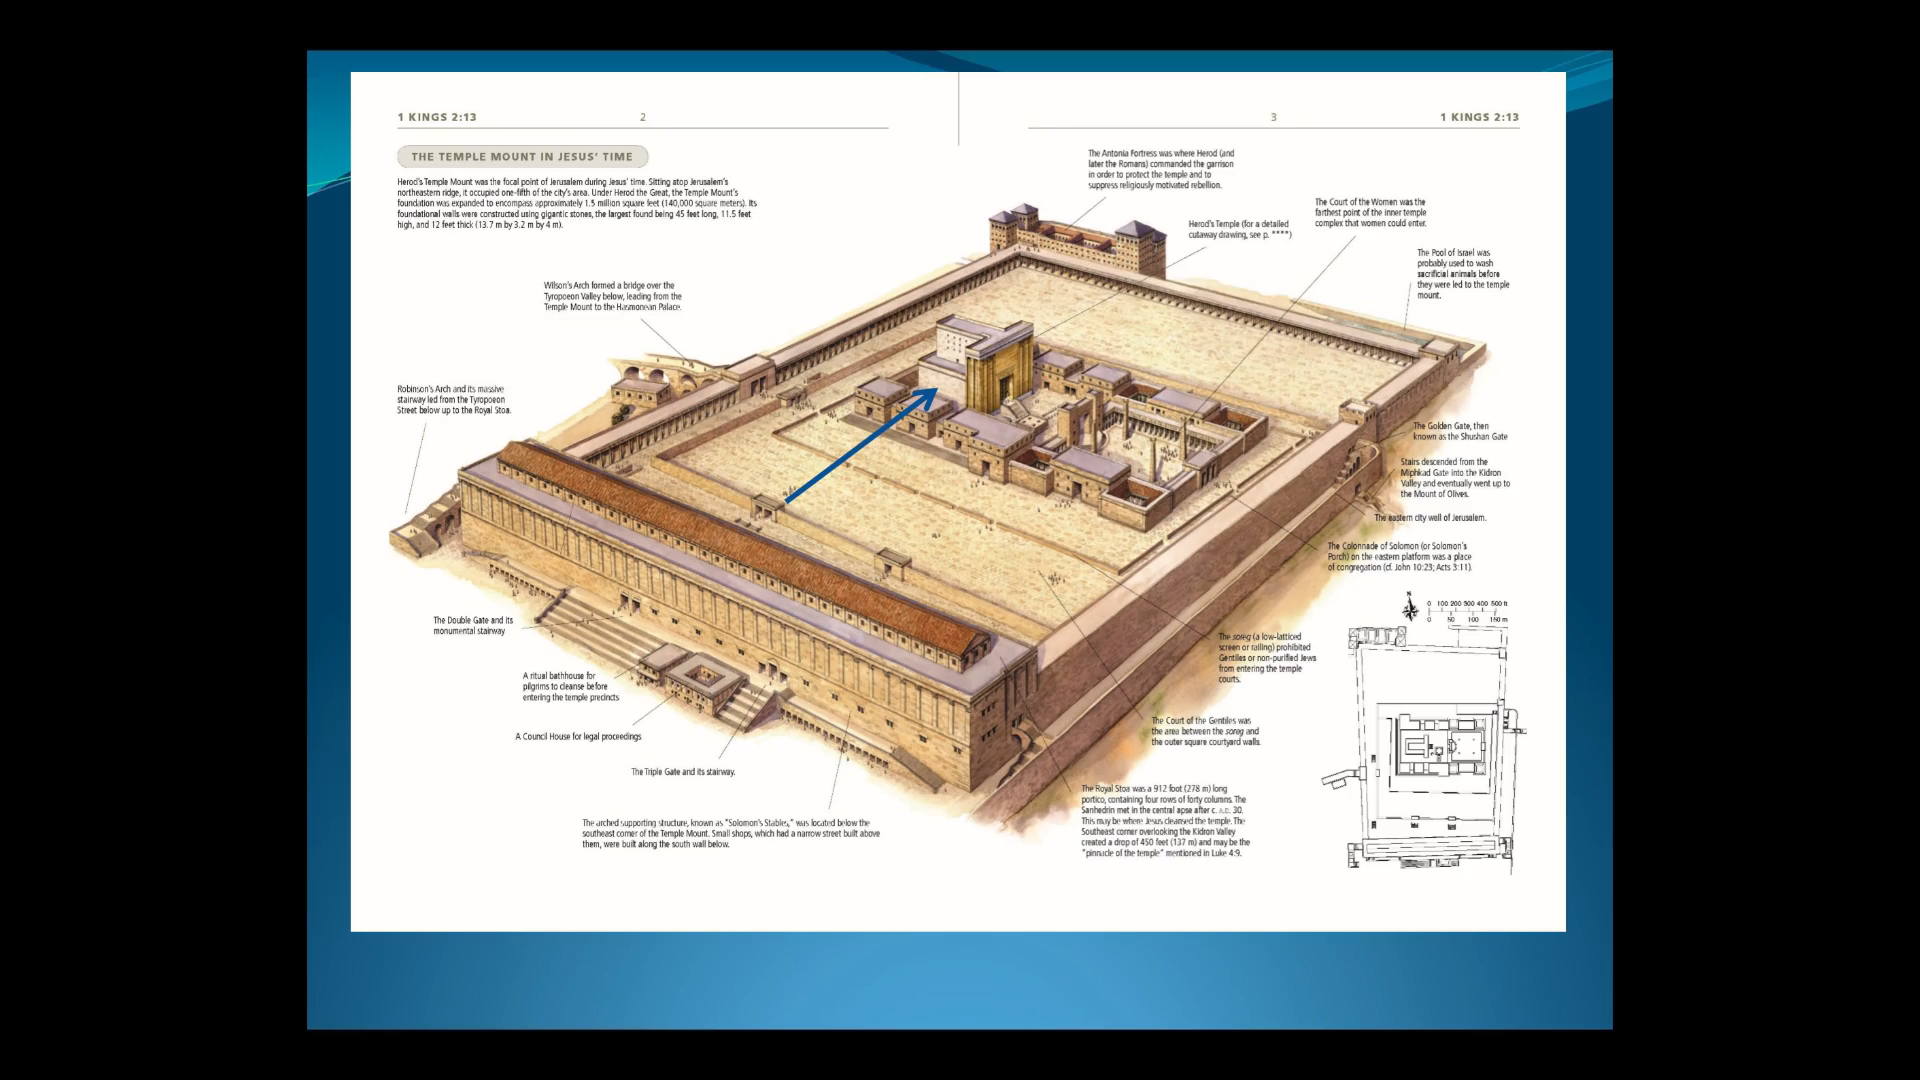 1 KINGS 2:13
2
3
1 KINGS 2:13
THE TEMPLE MOUNT IN JESUS' TIME
Herod's Temple Mount was the focal point of Jerusalem during Jesus' time. Sitting atop Jerusalem's
northeastern ridge, it occupied one-fifth of the city's area. Under Herod the Great, the Temple Mount's
foundation was expanded to encompass approximately 1.5 million square feet (140,000 square meters). Its
foundational walls were constructed using gigantic stones, the largest found being 45 feet long, 11.5 feet
high, and 12 feet thick (13.7 m by 3.2 m by 4 m).
The Antonia Fortress was where Herod (and
later the Romans) commanded the garrison
in order to protect the temple and to
suppress religiously motivated rebellion.
Herod's Temple (for a detailed
cutaway drawing, see p. ****)
The Court of the Women was the
farthest point of the inner temple
complex that women could enter.
The Pool of Israel was
probably used to wash
sacrificial animals before
they were led to the temple
mount.
Wilson's Arch formed a bridge over the
Tyropoeon Valley below, leading from the
Temple Mount to the Hasmonean Palace.
Robinson's Arch and its massive
stairway led from the Tyropoeon
Street below up to the Royal Stoa.
The Golden Gate, then
known as the Shushan Gate
Stairs descended from the
Miphkad Gate into the Kidron
Valley and eventually went up to
the Mount of Olives.
The eastern city wall of Jerusalem.
The Colonnade of Solomon (or Solomon's
Porch) on the eastern platform was a place
of congregation (cf. John 10:23; Acts 3:11).
N
0 100 200 300 400 500 ft
0 50 100 150 m
The Double Gate and its
monumental stairway
The soreg (a low-latticed
screen or railing) prohibited
Gentiles or non-purified Jews
from entering the temple
courts.
A ritual bathhouse for
pilgrims to cleanse before
entering the temple precincts
A Council House for legal proceedings
The Court of the Gentiles was
the area between the soreg and
the outer square courtyard walls.
The Triple Gate and its stairway.
The Royal Stoa was a 912 foot (278 m) long
portico, containing four rows of forty columns. The
Sanhedrin met in the central apse after c. A.D. 30.
This may be where Jesus cleansed the temple. The
Southeast corner overlooking the Kidron Valley
created a drop of 450 feet (137 m) and may be the
"pinnacle of the temple" mentioned in Luke 4:9.
The arched supporting structure, known as "Solomon's Stables," was located below the
southeast corner of the Temple Mount. Small shops, which had a narrow street built above
them, were built along the south wall below.